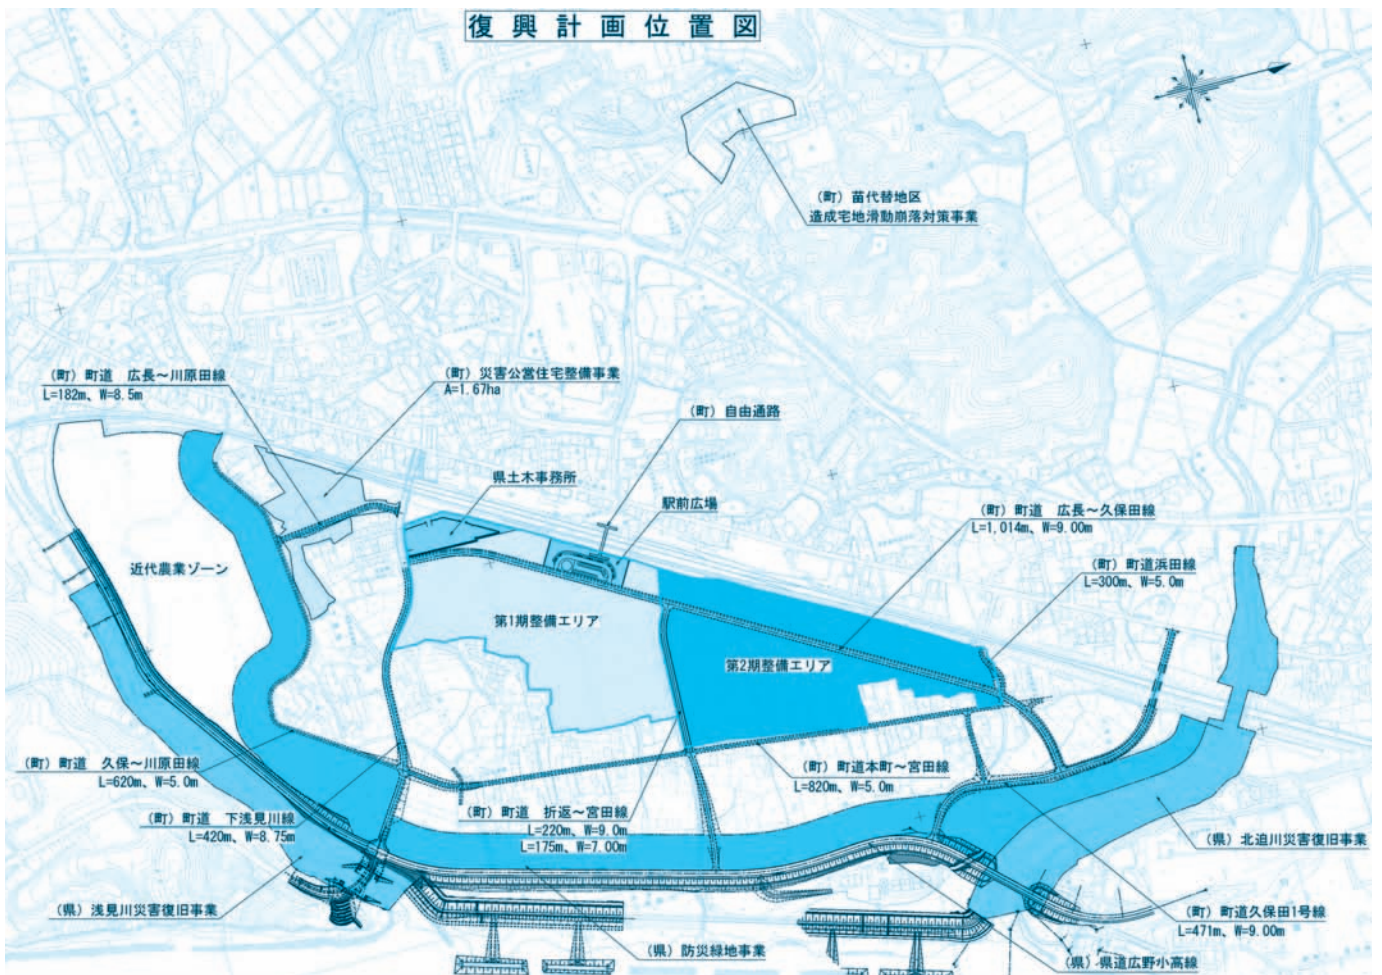 復興計画位置図
(町) 苗代替地区
造成宅地滑動崩落対策事業
(町) 町道 広長～川原田線
L=182m、W=8.5m
(町) 災害公営住宅整備事業
A=1.67ha
(町) 自由通路
県土木事務所
駅前広場
(町) 町道 広長～久保田線
L=1,014m、W=9.00m
(町) 町道浜田線
L=300m、W=5.0m
近代農業ゾーン
第1期整備エリア
第2期整備エリア
(町) 町道 久保～川原田線
L=620m、W=5.0m
(町) 町道本町～宮田線
L=820m、W=5.0m
(町) 町道 下浅見川線
L=420m、W=8.75m
(町) 町道 折返～宮田線
L=220m、W=9.0m
L=175m、W=7.00m
(県) 北迫川災害復旧事業
(県) 浅見川災害復旧事業
(町) 町道久保田1号線
L=471m、W=9.00m
(県) 防災緑地事業
(県) 県道広野小高線